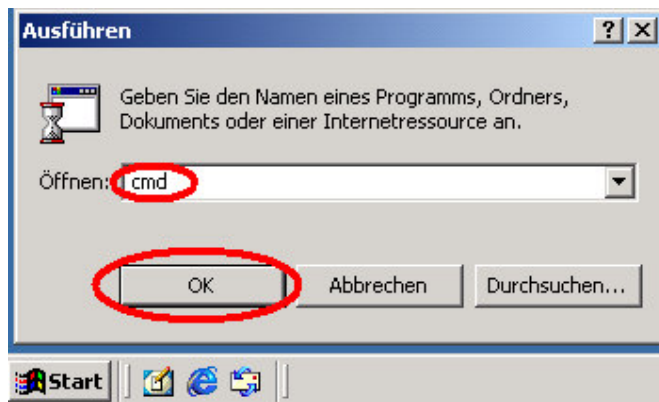 Ausführen
Geben Sie den Namen eines Programms, Ordners,
Dokuments oder einer Internetressource an.
Öffnen: cmd
OK Abbrechen Durchsuchen...
Start